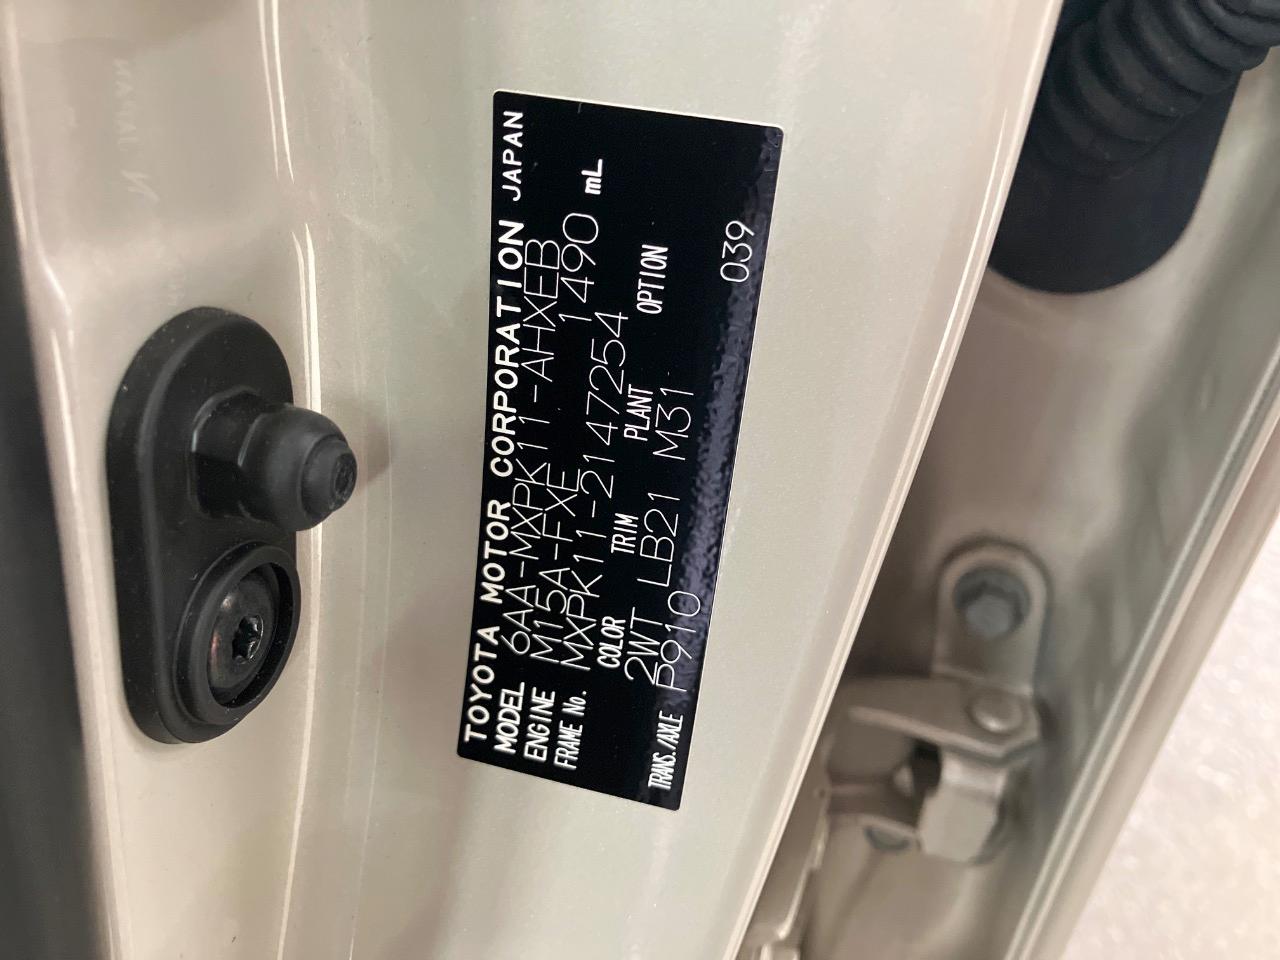 TOYOTA MOTOR CORPORATION JAPAN
MODEL 6AA-MXPK11-AHXEB
ENGINE M15A-FXE 1490 mL
FRAME No. MXPK11-2147254
COLOR TRIM PLANT OPTION
2WT LB21 M31
TRANS./AXLE P910
039